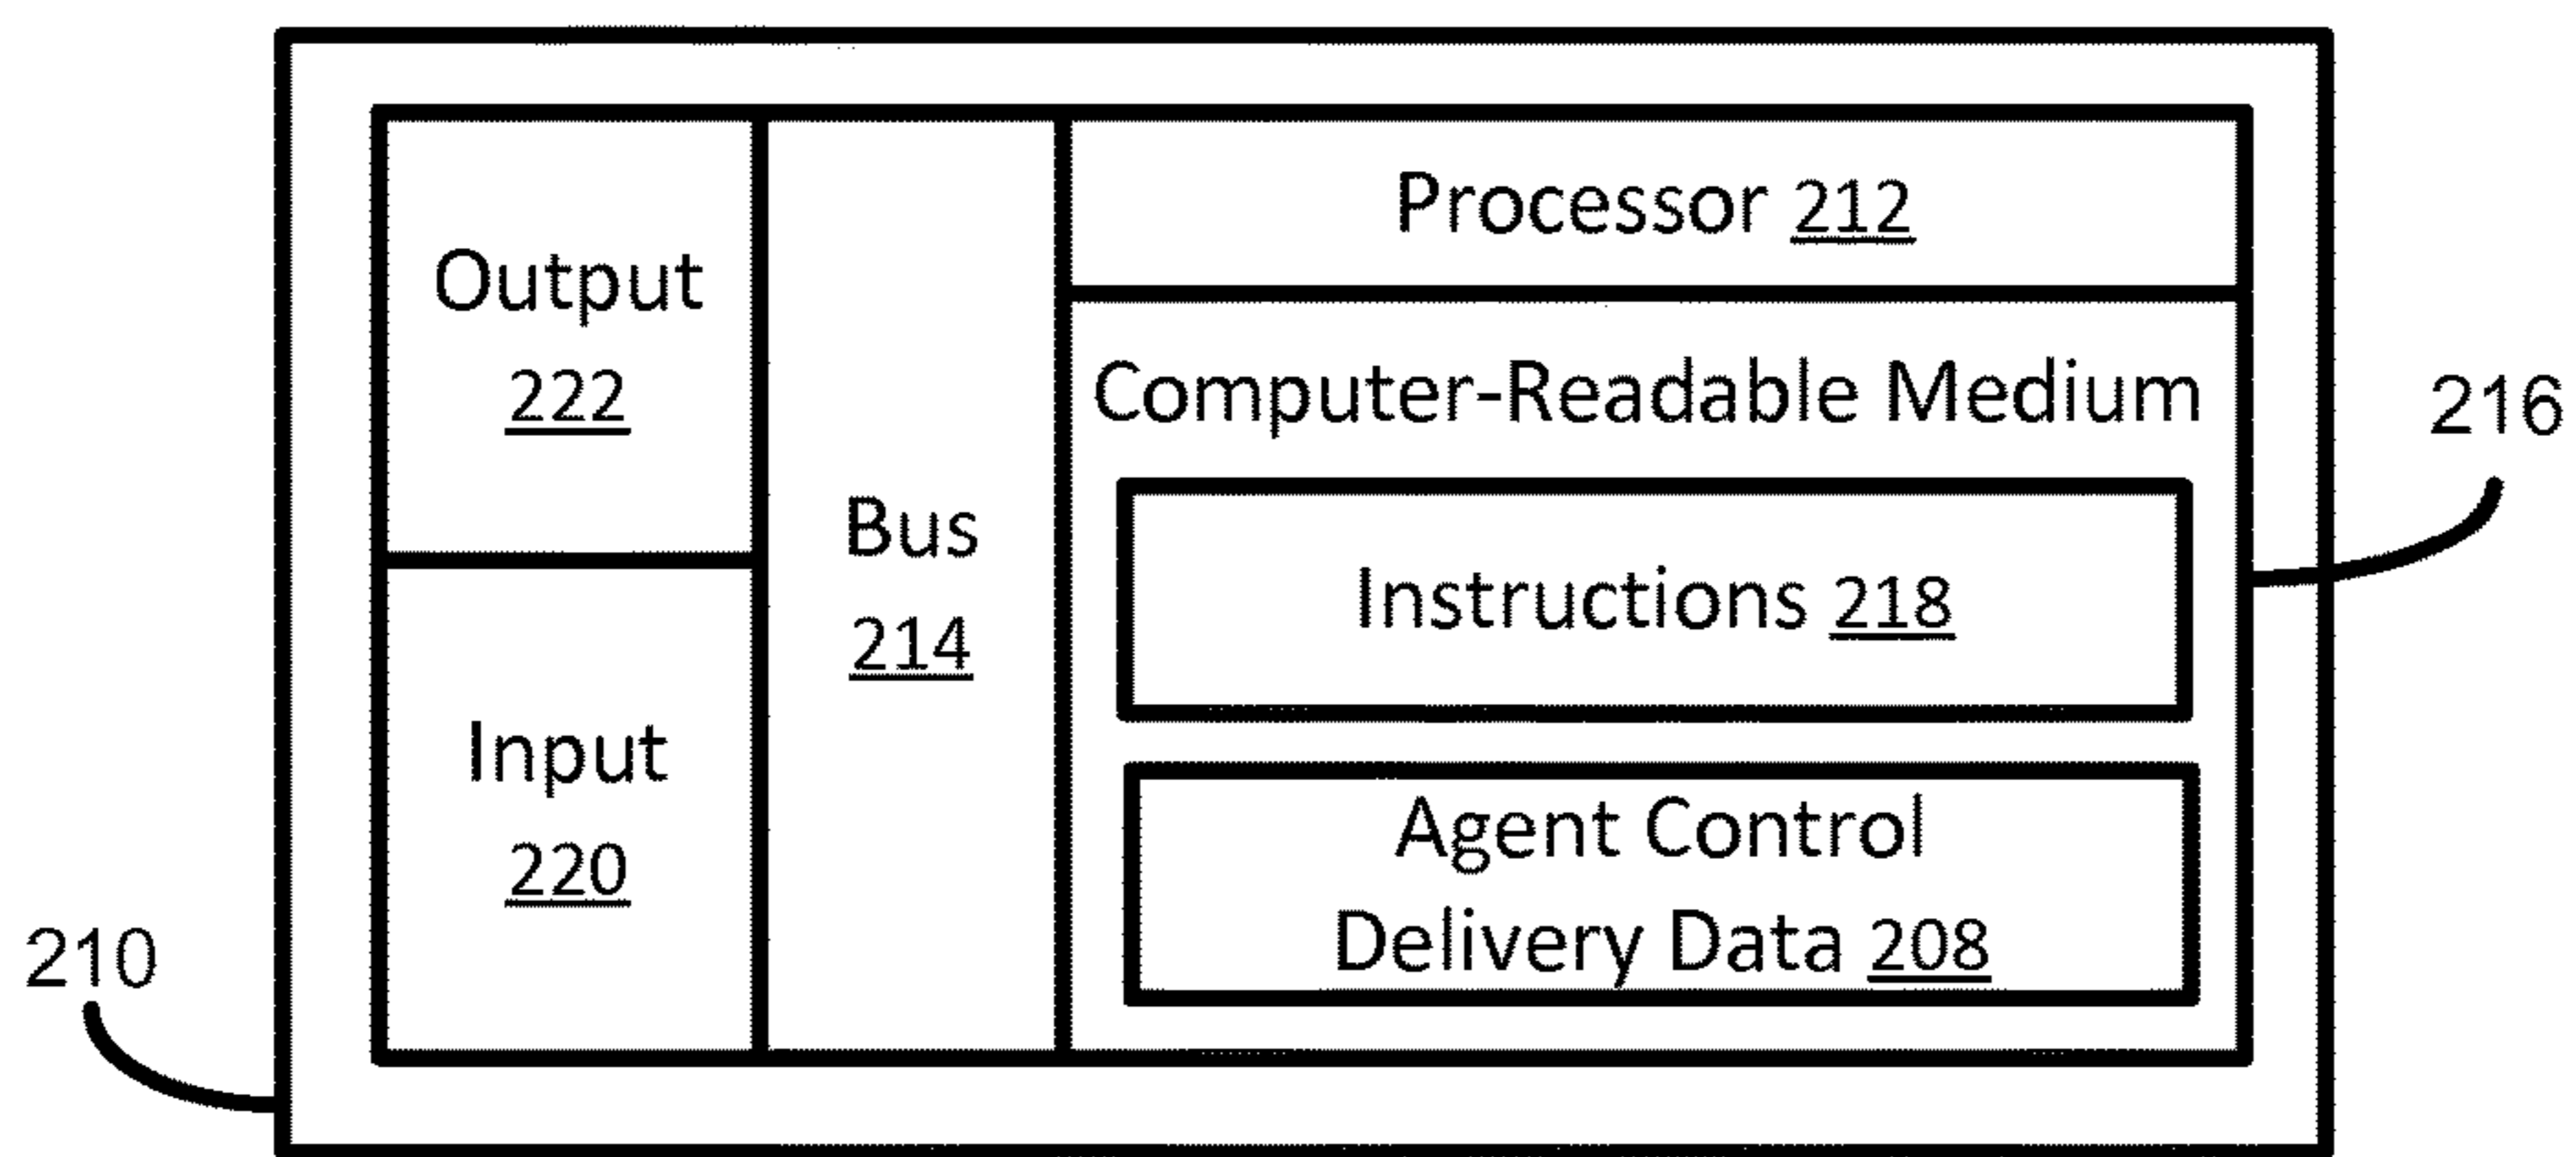 Output
222
Input
220
Bus
214
Processor 212
Computer-Readable Medium
Instructions 218
Agent Control
Delivery Data 208
216
210